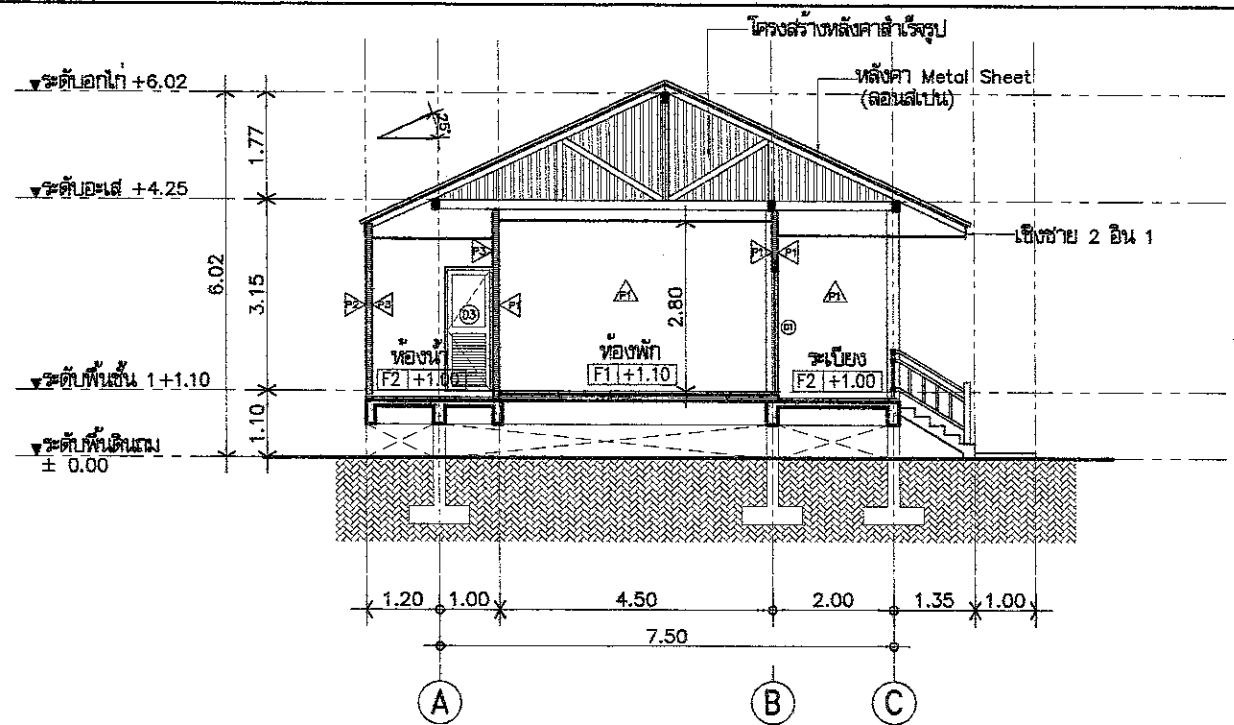 โครงสร้างหลังคาสำเร็จรูป
ระดับอกไก่ +6.02
หลังคา Metal Sheet
(ลอนสเปน)
25°
1.77
ระดับอะเส +4.25
เชิงชาย 2 อิน 1
6.02
3.15
2.80
P3
P1
P1
P2
P3
P1
P1
P1
D3
D1
ห้องน้ำ
F2 +1.00
ห้องพัก
F1 +1.10
ระเบียง
F2 +1.00
ระดับพื้นชั้น 1+1.10
1.10
ระดับพื้นดินถม
± 0.00
1.20 1.00 4.50 2.00 1.35 1.00
7.50
A B C